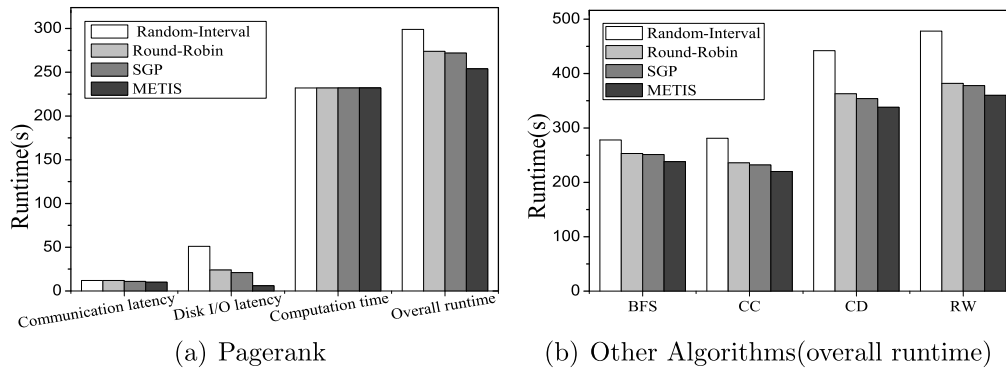 300
250
200
150
100
50
0
Runtime(s)
Random-Interval
Round-Robin
SGP
METIS
Communication latency
Disk I/O latency
Computation time
Overall runtime
(a) Pagerank
500
400
300
200
100
0
Runtime(s)
Random-Interval
Round-Robin
SGP
METIS
BFS
CC
CD
RW
(b) Other Algorithms(overall runtime)